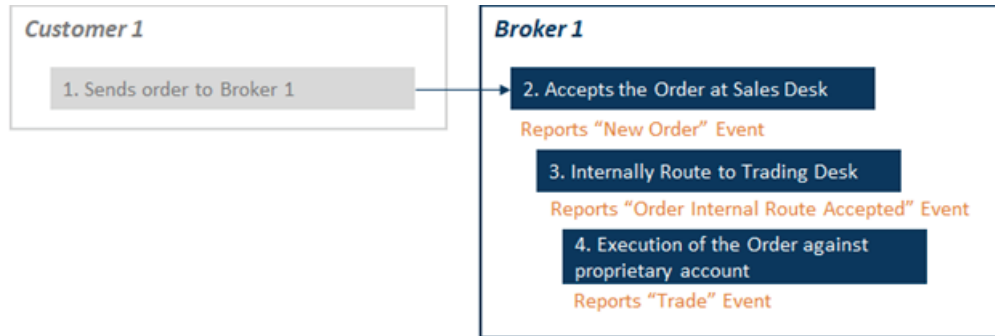 Customer 1
1. Sends order to Broker 1
Broker 1
2. Accepts the Order at Sales Desk
Reports “New Order” Event
3. Internally Route to Trading Desk
Reports “Order Internal Route Accepted” Event
4. Execution of the Order against
proprietary account
Reports “Trade” Event